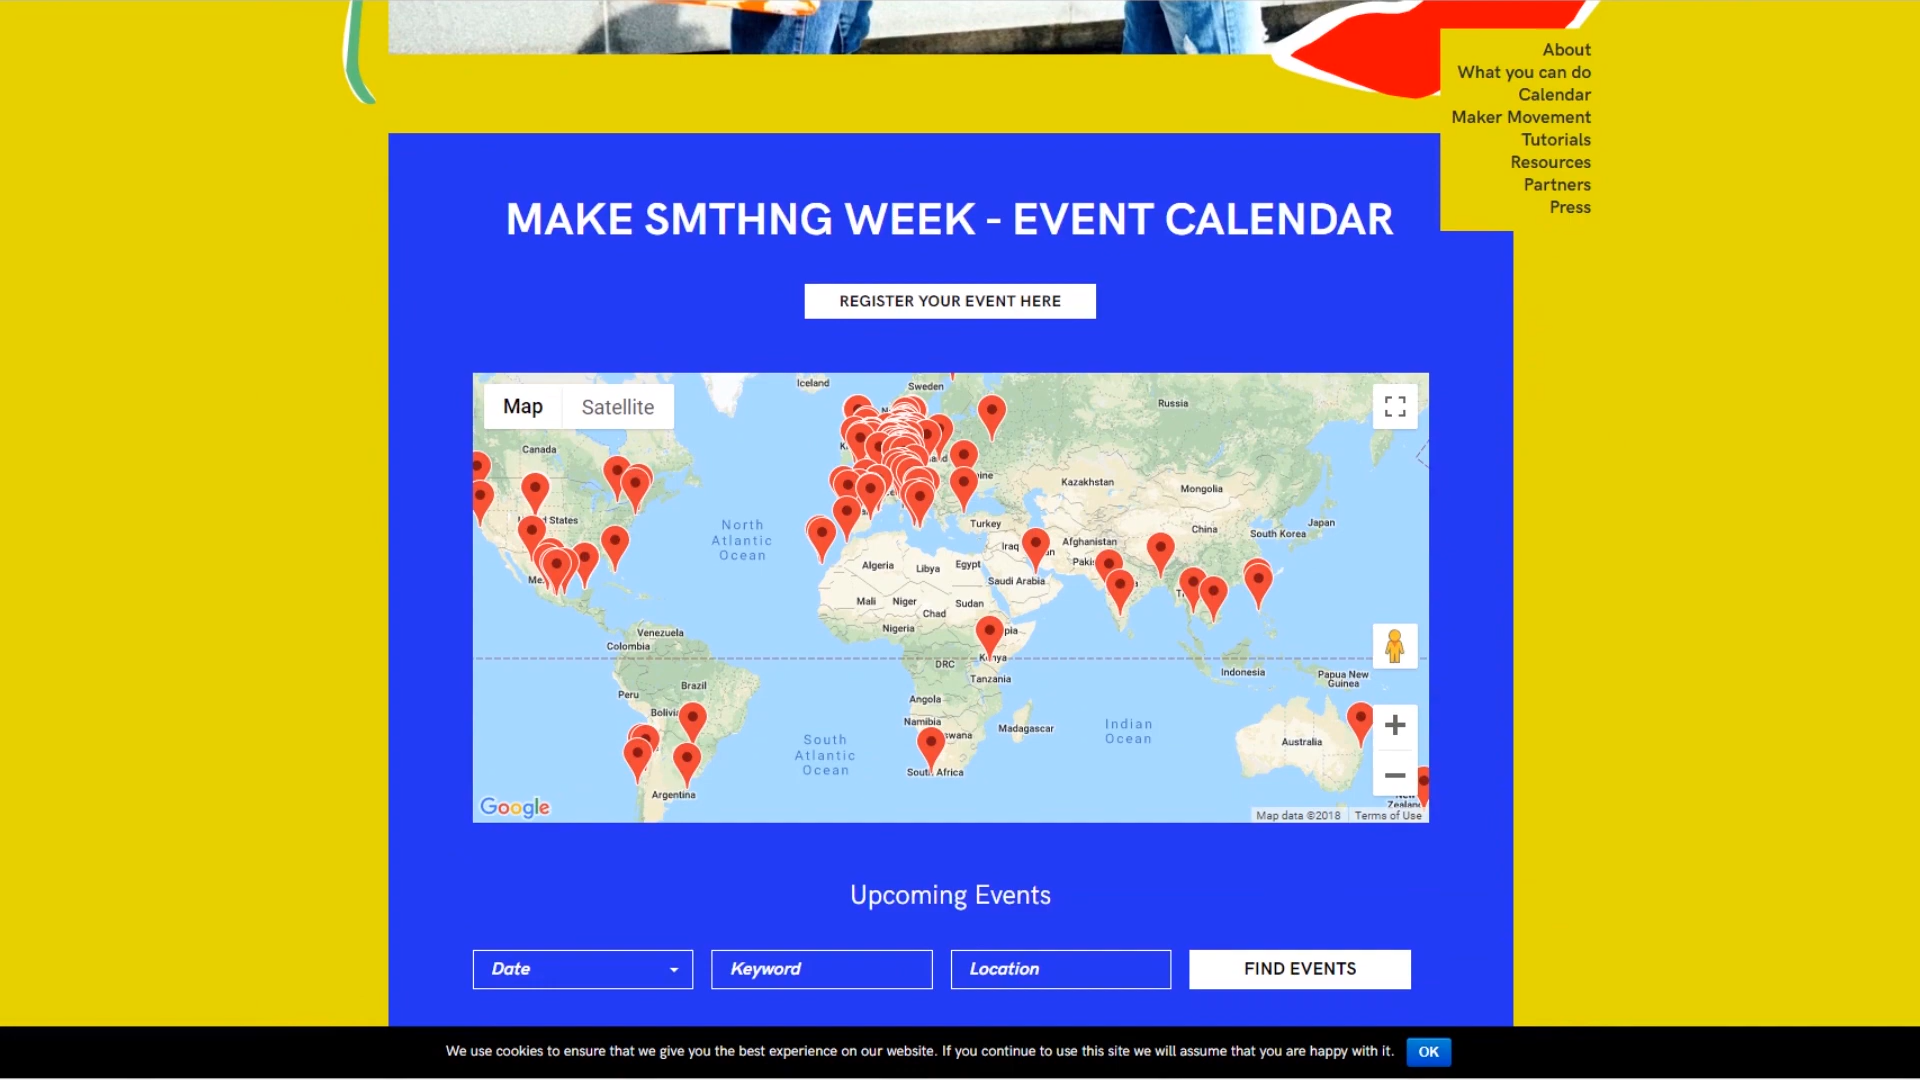 About
What you can do
Calendar
Maker Movement
Tutorials
Resources
Partners
Press
MAKE SMTHNG WEEK - EVENT CALENDAR
REGISTER YOUR EVENT HERE
Map Satellite
Iceland
Sweden
Russia
Canada
Kazakhstan
Mongolia
North
Atlantic
Ocean
Turkey
Japan
China
South Korea
Iraq
Afghanistan
Algeria
Libya
Egypt
Saudi Arabia
Mali
Niger
Sudan
Chad
Nigeria
Venezuela
Colombia
DRC
Tanzania
Indonesia
Papua New
Guinea
Peru
Brazil
Angola
Namibia
Madagascar
Indian
Ocean
South
Atlantic
Ocean
Australia
Argentina
Google
Map data ©2018 Terms of Use
Upcoming Events
Date Keyword Location FIND EVENTS
We use cookies to ensure that we give you the best experience on our website. If you continue to use this site we will assume that you are happy with it. OK